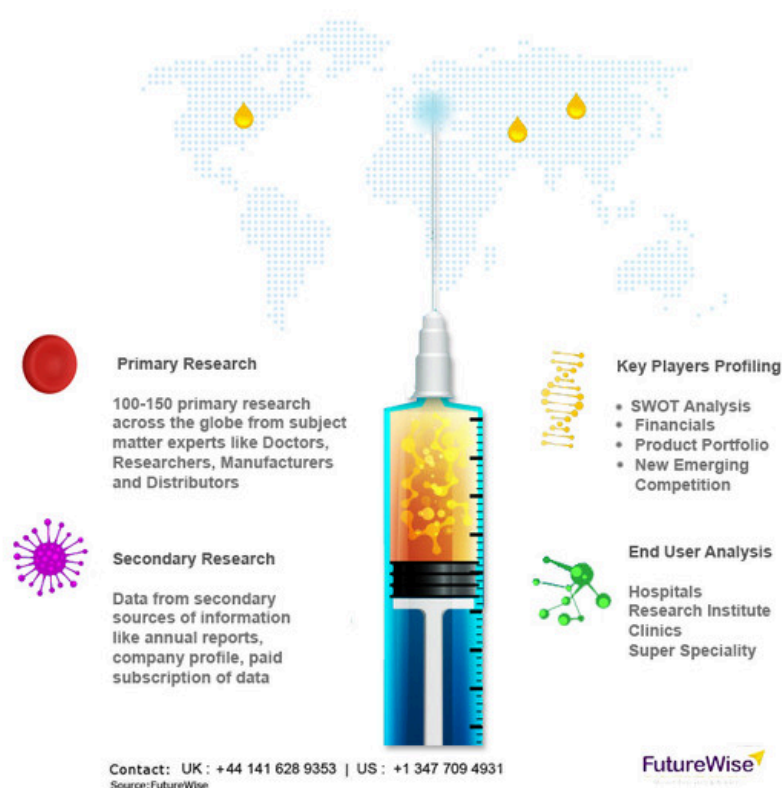 Primary Research
100-150 primary research
across the globe from subject
matter experts like Doctors,
Researchers, Manufacturers
and Distributors
Secondary Research
Data from secondary
sources of information
like annual reports,
company profile, paid
subscription of data
Key Players Profiling
• SWOT Analysis
• Financials
• Product Portfolio
• New Emerging
Competition
End User Analysis
Hospitals
Research Institute
Clinics
Super Speciality
Contact: UK : +44 141 628 9353 | US : +1 347 709 4931
Source:FutureWise
FutureWise